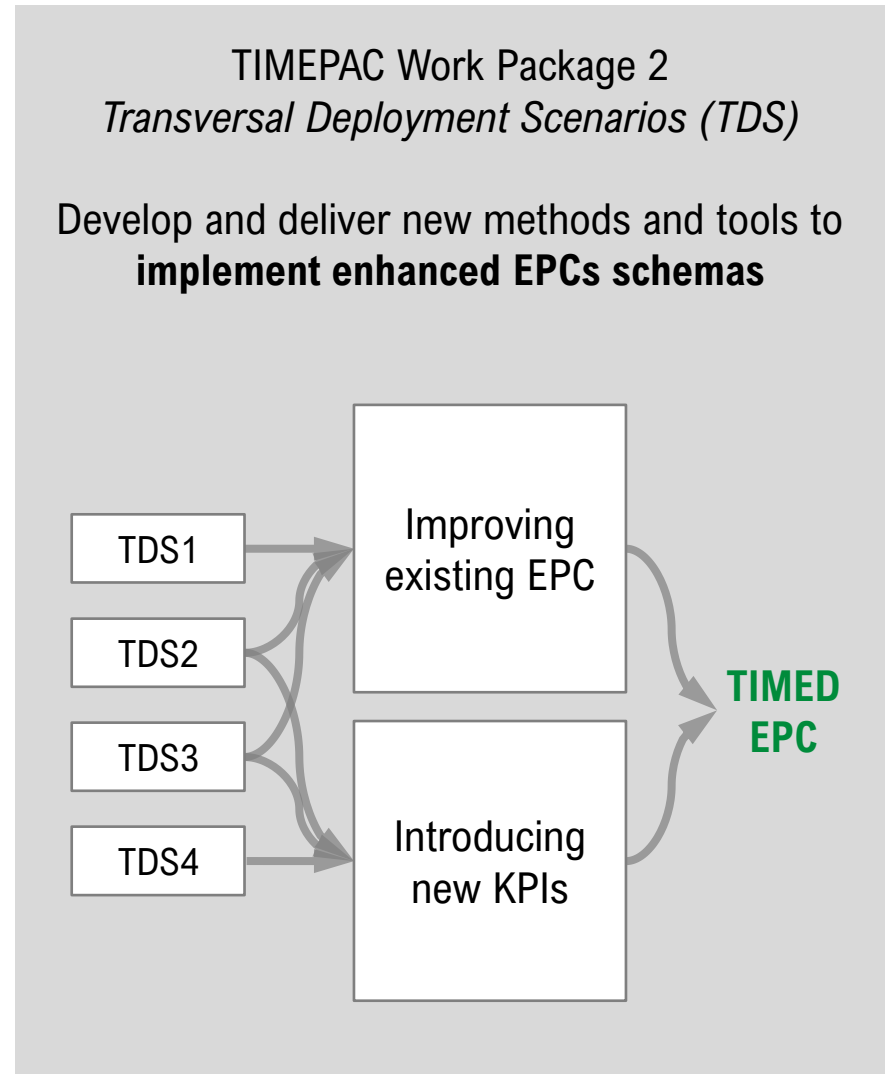 TIMEPAC Work Package 2
Transversal Deployment Scenarios (TDS)
Develop and deliver new methods and tools to
implement enhanced EPCs schemas
TDS1
TDS2
TDS3
TDS4
Improving
existing EPC
Introducing
new KPIs
TIMED
EPC